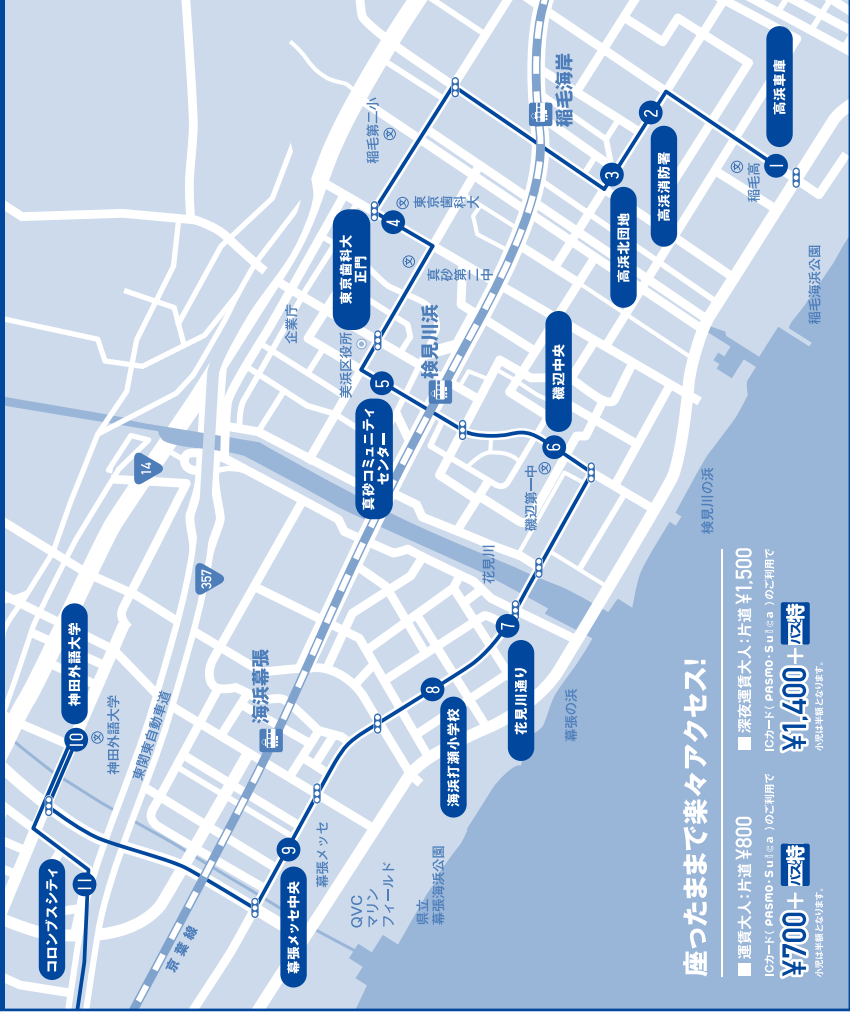 14
357
京葉線
東関東自動車道
海浜幕張
検見川浜
稲毛海岸
1
高浜車庫
2
高浜消防署
3
高浜北団地
4
東京歯科大
正門
5
真砂コミュニティ
センター
6
磯辺中央
7
花見川通り
8
海浜打瀬小学校
9
幕張メッセ中央
10
神田外語大学
11
コロンブスシティ
文
神田外語大学
幕張メッセ
QVC
マリン
フィールド
県立
幕張海浜公園
幕張の浜
花見川
文
磯辺第一中
検見川の浜
美浜区役所
企業庁
文
真砂第二中
文
東京歯科大
文
稲毛第二小
文
稲毛高
稲毛海浜公園
座ったままで楽々アクセス!
■ 運賃大人:片道 ¥800
ICカード( PASMO・Suica )のご利用で
¥700+バス特
小児は半額となります。
■ 深夜運賃大人:片道 ¥1,500
ICカード( PASMO・Suica )のご利用で
¥1,400+バス特
小児は半額となります。